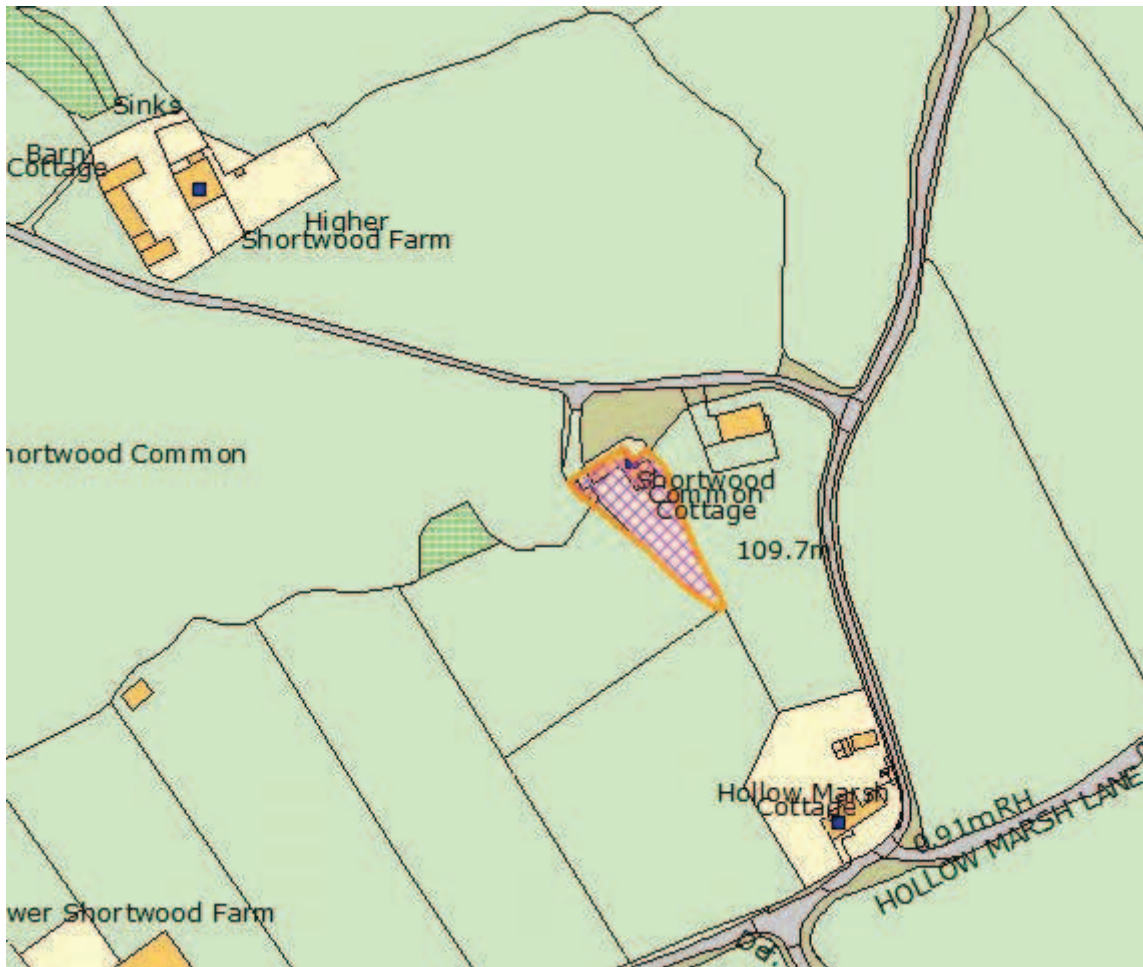 Sinks
Barn
Cottage
Higher
Shortwood Farm
hortwood Common
Shortwood
Common
Cottage
109.7m
Hollow Marsh
Cottage
0.91mRH
HOLLOW MARSH LANE
wer Shortwood Farm